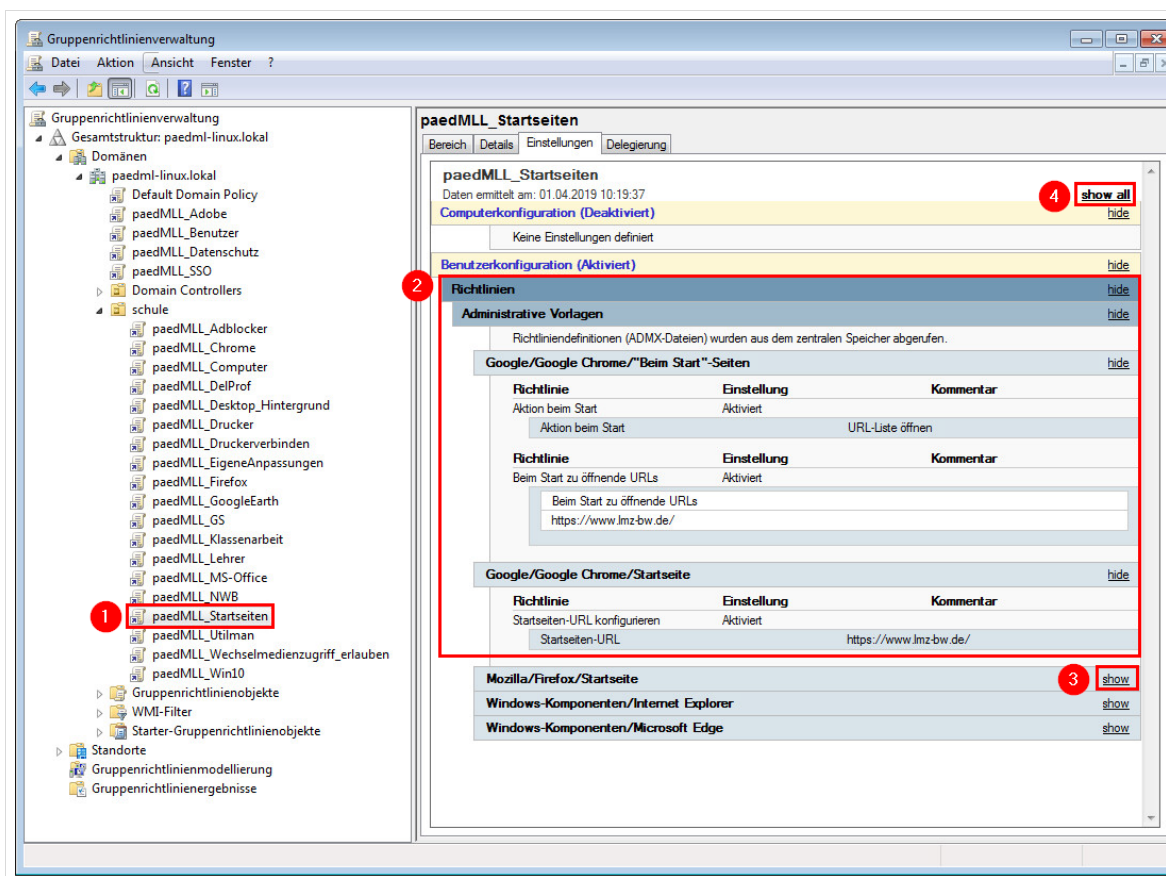 Gruppenrichtlinienverwaltung
Datei Aktion Ansicht Fenster ?
Gruppenrichtlinienverwaltung
Gesamtstruktur: paedml-linux.lokal
Domänen
paedml-linux.lokal
Default Domain Policy
paedMLL_Adobe
paedMLL_Benutzer
paedMLL_Datenschutz
paedMLL_SSO
Domain Controllers
schule
paedMLL_Adblocker
paedMLL_Chrome
paedMLL_Computer
paedMLL_DelProf
paedMLL_Desktop_Hintergrund
paedMLL_Drucker
paedMLL_Druckerverbinden
paedMLL_EigeneAnpassungen
paedMLL_Firefox
paedMLL_GoogleEarth
paedMLL_GS
paedMLL_Klassenarbeit
paedMLL_Lehrer
paedMLL_MS-Office
paedMLL_NWB
1 paedMLL_Startseiten
paedMLL_Utilman
paedMLL_Wechselmedienzugriff_erlauben
paedMLL_Win10
Gruppenrichtlinienobjekte
WMI-Filter
Starter-Gruppenrichtlinienobjekte
Standorte
Gruppenrichtlinienmodellierung
Gruppenrichtlinienergebnisse
paedMLL_Startseiten
Bereich Details Einstellungen Delegierung
paedMLL_Startseiten
Daten ermittelt am: 01.04.2019 10:19:37 4 show all
Computerkonfiguration (Deaktiviert) hide
Keine Einstellungen definiert
Benutzerkonfiguration (Aktiviert) hide
2 Richtlinien hide
Administrative Vorlagen hide
Richtliniendefinitionen (ADMX-Dateien) wurden aus dem zentralen Speicher abgerufen.
Google/Google Chrome/"Beim Start"-Seiten hide
Richtlinie Einstellung Kommentar
Aktion beim Start Aktiviert
Aktion beim Start URL-Liste öffnen
Richtlinie Einstellung Kommentar
Beim Start zu öffnende URLs Aktiviert
Beim Start zu öffnende URLs
https://www.lmz-bw.de/
Google/Google Chrome/Startseite hide
Richtlinie Einstellung Kommentar
Startseiten-URL konfigurieren Aktiviert
Startseiten-URL https://www.lmz-bw.de/
Mozilla/Firefox/Startseite 3 show
Windows-Komponenten/Internet Explorer show
Windows-Komponenten/Microsoft Edge show